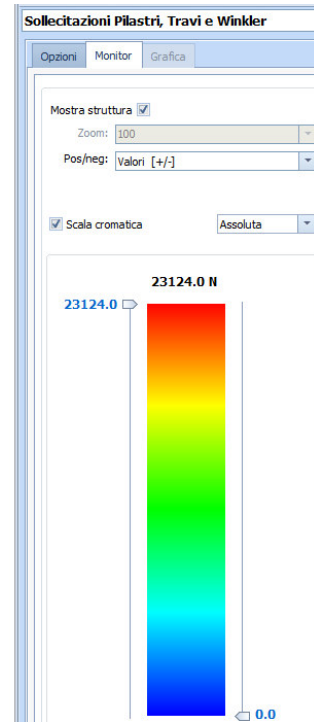 Sollecitazioni Pilastri, Travi e Winkler
Opzioni Monitor Grafica
Mostra struttura
Zoom: 100
Pos/neg: Valori [+/-]
Scala cromatica Assoluta
23124.0 N
23124.0
0.0